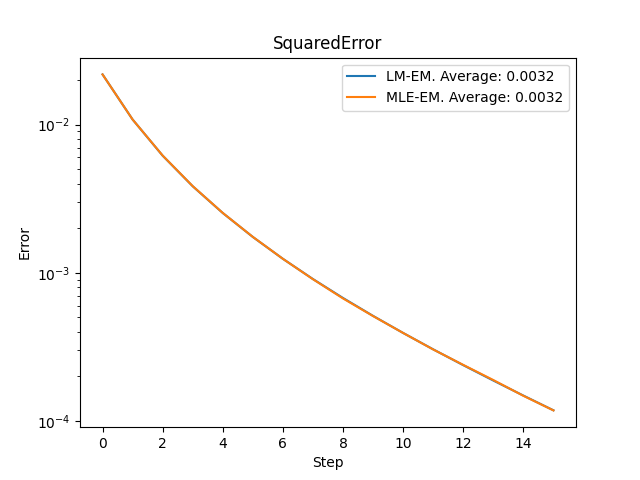 SquaredError
LM-EM. Average: 0.0032
MLE-EM. Average: 0.0032
10⁻²
10⁻³
10⁻⁴
Error
0 2 4 6 8 10 12 14
Step